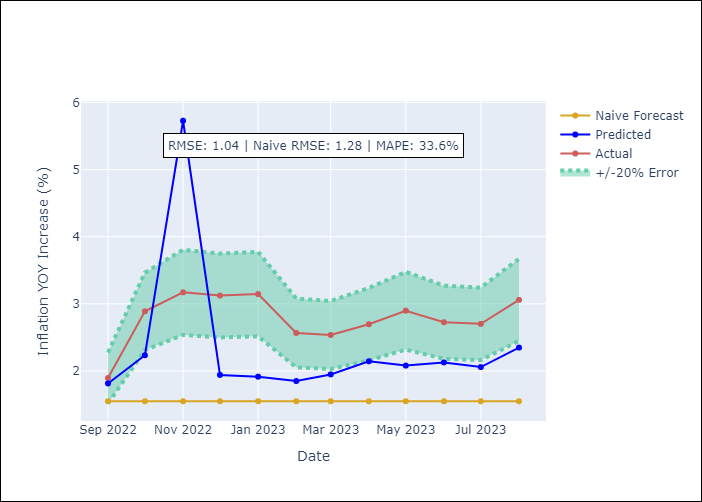 6
5
4
3
2
Inflation YOY Increase (%)
RMSE: 1.04 | Naive RMSE: 1.28 | MAPE: 33.6%
Naive Forecast
Predicted
Actual
+/-20% Error
Sep 2022 Nov 2022 Jan 2023 Mar 2023 May 2023 Jul 2023
Date